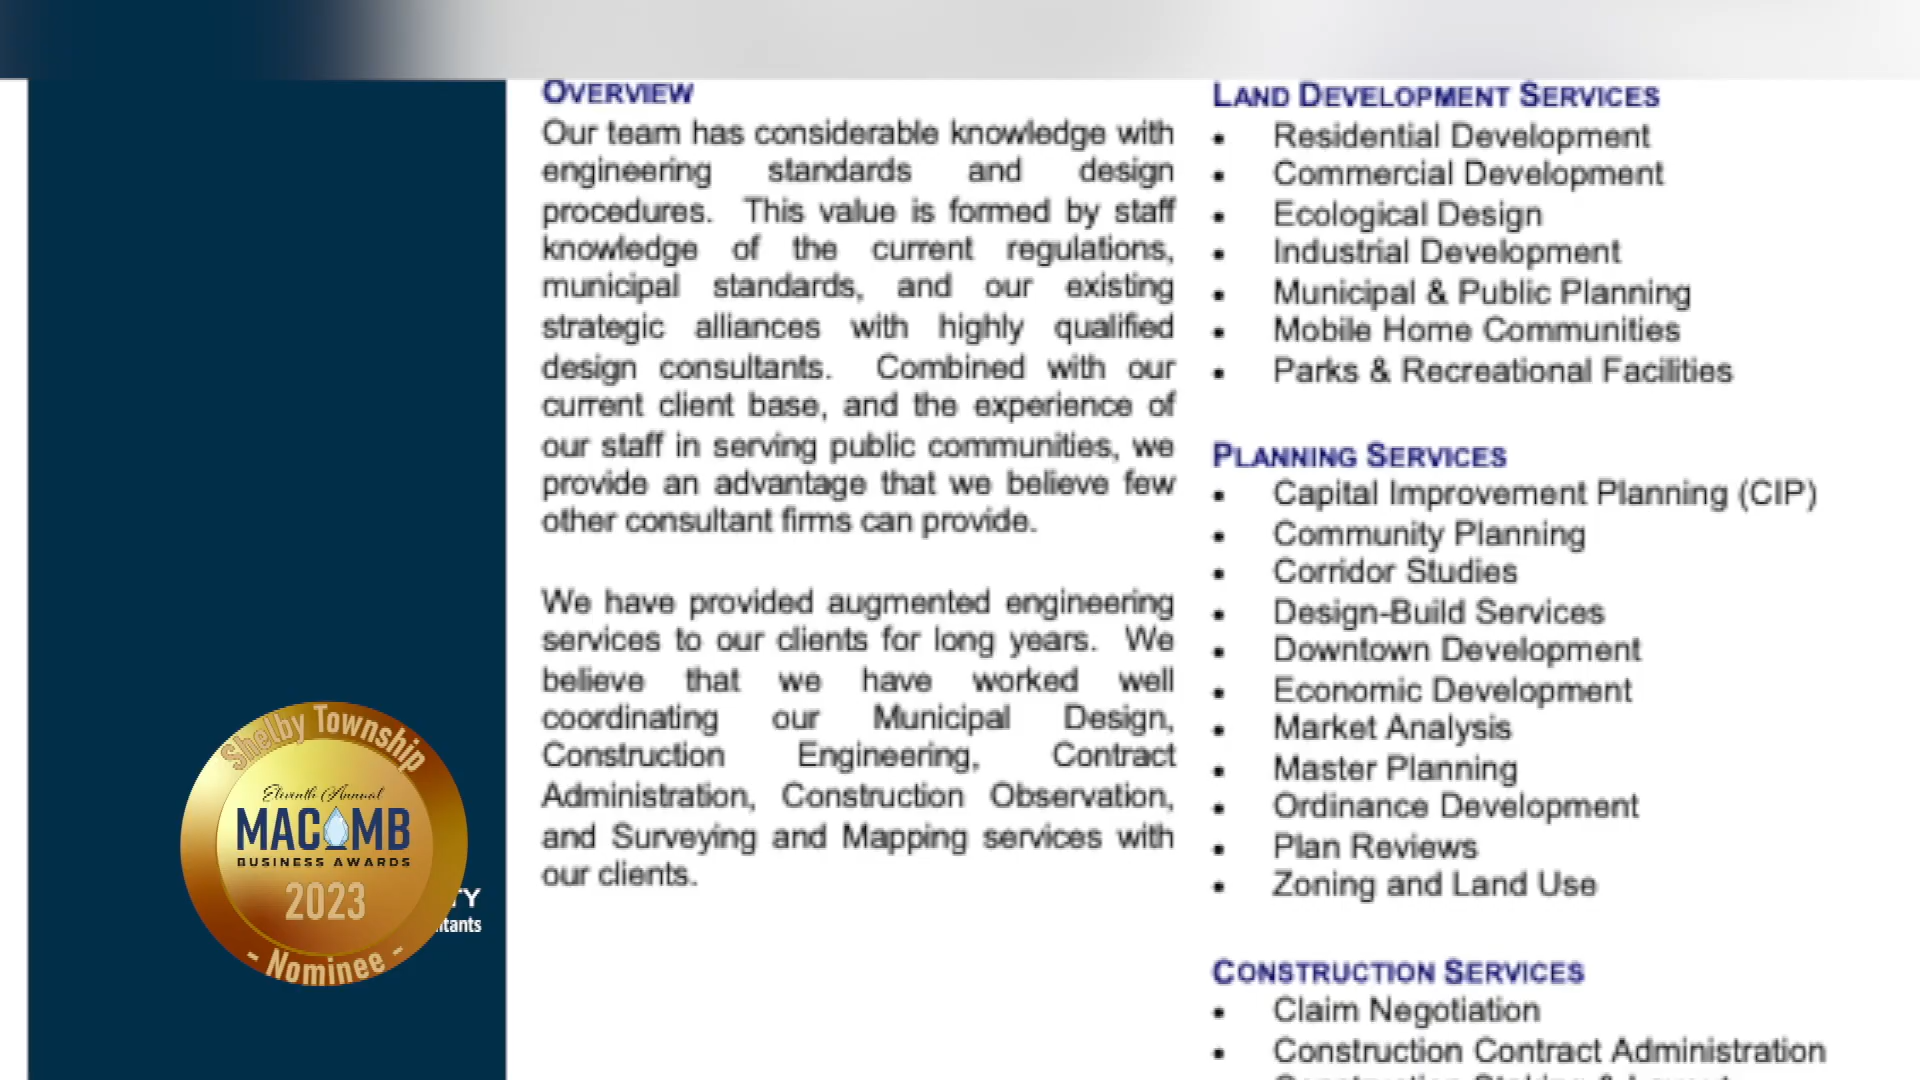 OVERVIEW
Our team has considerable knowledge with
engineering standards and design
procedures. This value is formed by staff
knowledge of the current regulations,
municipal standards, and our existing
strategic alliances with highly qualified
design consultants. Combined with our
current client base, and the experience of
our staff in serving public communities, we
provide an advantage that we believe few
other consultant firms can provide.
We have provided augmented engineering
services to our clients for long years. We
believe that we have worked well
coordinating our Municipal Design,
Construction Engineering, Contract
Administration, Construction Observation,
and Surveying and Mapping services with
our clients.
LAND DEVELOPMENT SERVICES
• Residential Development
• Commercial Development
• Ecological Design
• Industrial Development
• Municipal & Public Planning
• Mobile Home Communities
• Parks & Recreational Facilities
PLANNING SERVICES
• Capital Improvement Planning (CIP)
• Community Planning
• Corridor Studies
• Design-Build Services
• Downtown Development
• Economic Development
• Market Analysis
• Master Planning
• Ordinance Development
• Plan Reviews
• Zoning and Land Use
CONSTRUCTION SERVICES
• Claim Negotiation
• Construction Contract Administration
Shelby Township
Eleventh Annual
MACOMB
BUSINESS AWARDS
2023
- Nominee -
TY
tants